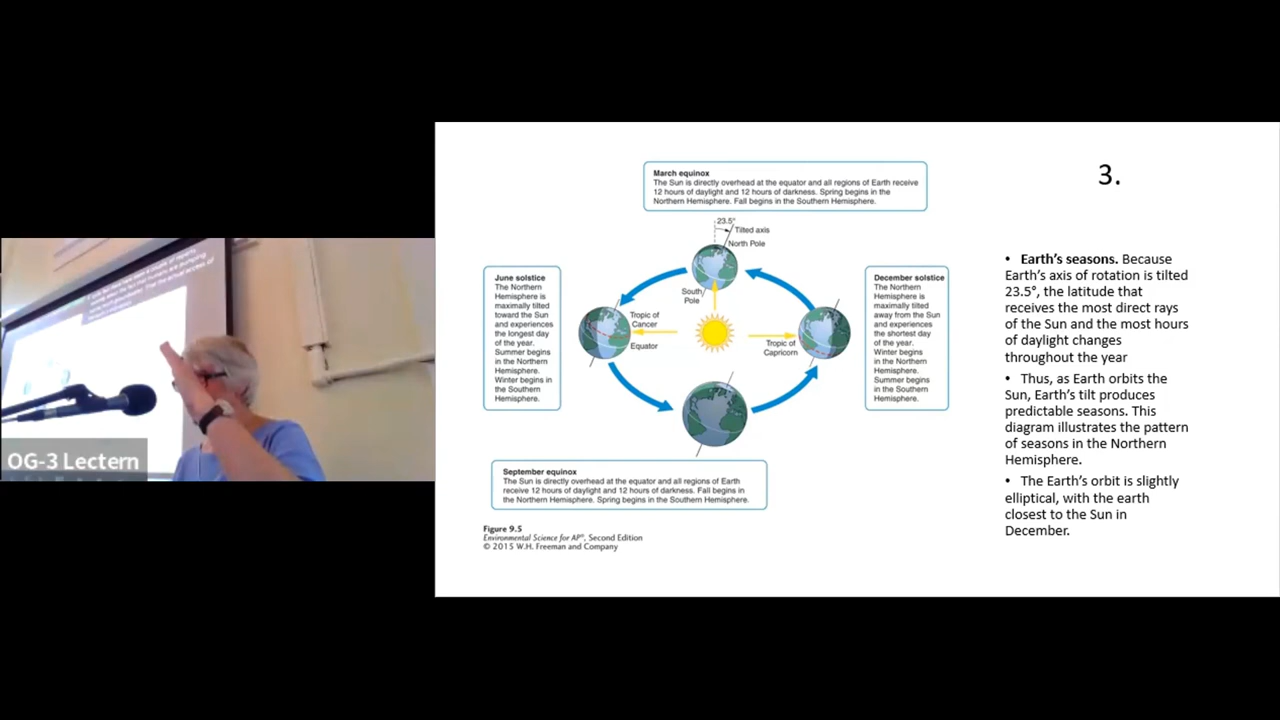 OG-3 Lectern
March equinox
The Sun is directly overhead at the equator and all regions of Earth receive
12 hours of daylight and 12 hours of darkness. Spring begins in the
Northern Hemisphere. Fall begins in the Southern Hemisphere.
23.5°
Tilted axis
North Pole
South
Pole
June solstice
The Northern
Hemisphere is
maximally tilted
toward the Sun
and experiences
the longest day
of the year.
Summer begins
in the Northern
Hemisphere.
Winter begins in
the Southern
Hemisphere.
Tropic of
Cancer
Equator
Tropic of
Capricorn
December solstice
The Northern
Hemisphere is
maximally tilted
away from the Sun
and experiences
the shortest day
of the year.
Winter begins
in the Northern
Hemisphere.
Summer begins
in the Southern
Hemisphere.
September equinox
The Sun is directly overhead at the equator and all regions of Earth
receive 12 hours of daylight and 12 hours of darkness. Fall begins in
the Northern Hemisphere. Spring begins in the Southern Hemisphere.
Figure 9.5
Environmental Science for AP®, Second Edition
© 2015 W.H. Freeman and Company
3.
• Earth's seasons. Because
Earth's axis of rotation is tilted
23.5°, the latitude that
receives the most direct rays
of the Sun and the most hours
of daylight changes
throughout the year
• Thus, as Earth orbits the
Sun, Earth's tilt produces
predictable seasons. This
diagram illustrates the pattern
of seasons in the Northern
Hemisphere.
• The Earth's orbit is slightly
elliptical, with the earth
closest to the Sun in
December.